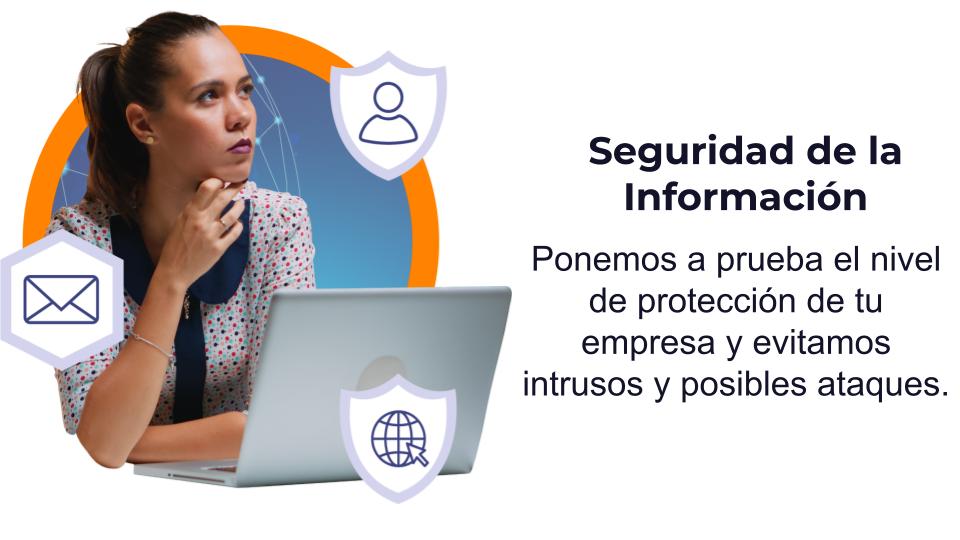 Seguridad de la
Información
Ponemos a prueba el nivel
de protección de tu
empresa y evitamos
intrusos y posibles ataques.